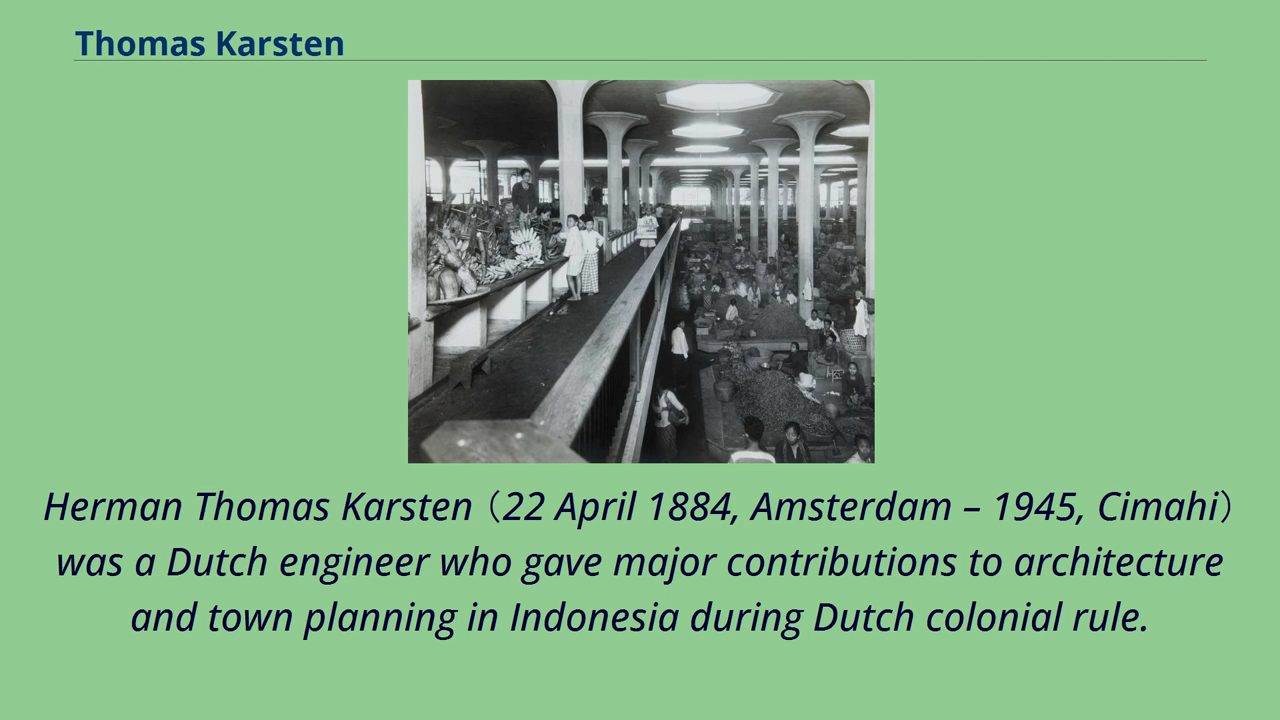 Thomas Karsten
Herman Thomas Karsten（22 April 1884, Amsterdam – 1945, Cimahi）
was a Dutch engineer who gave major contributions to architecture
and town planning in Indonesia during Dutch colonial rule.